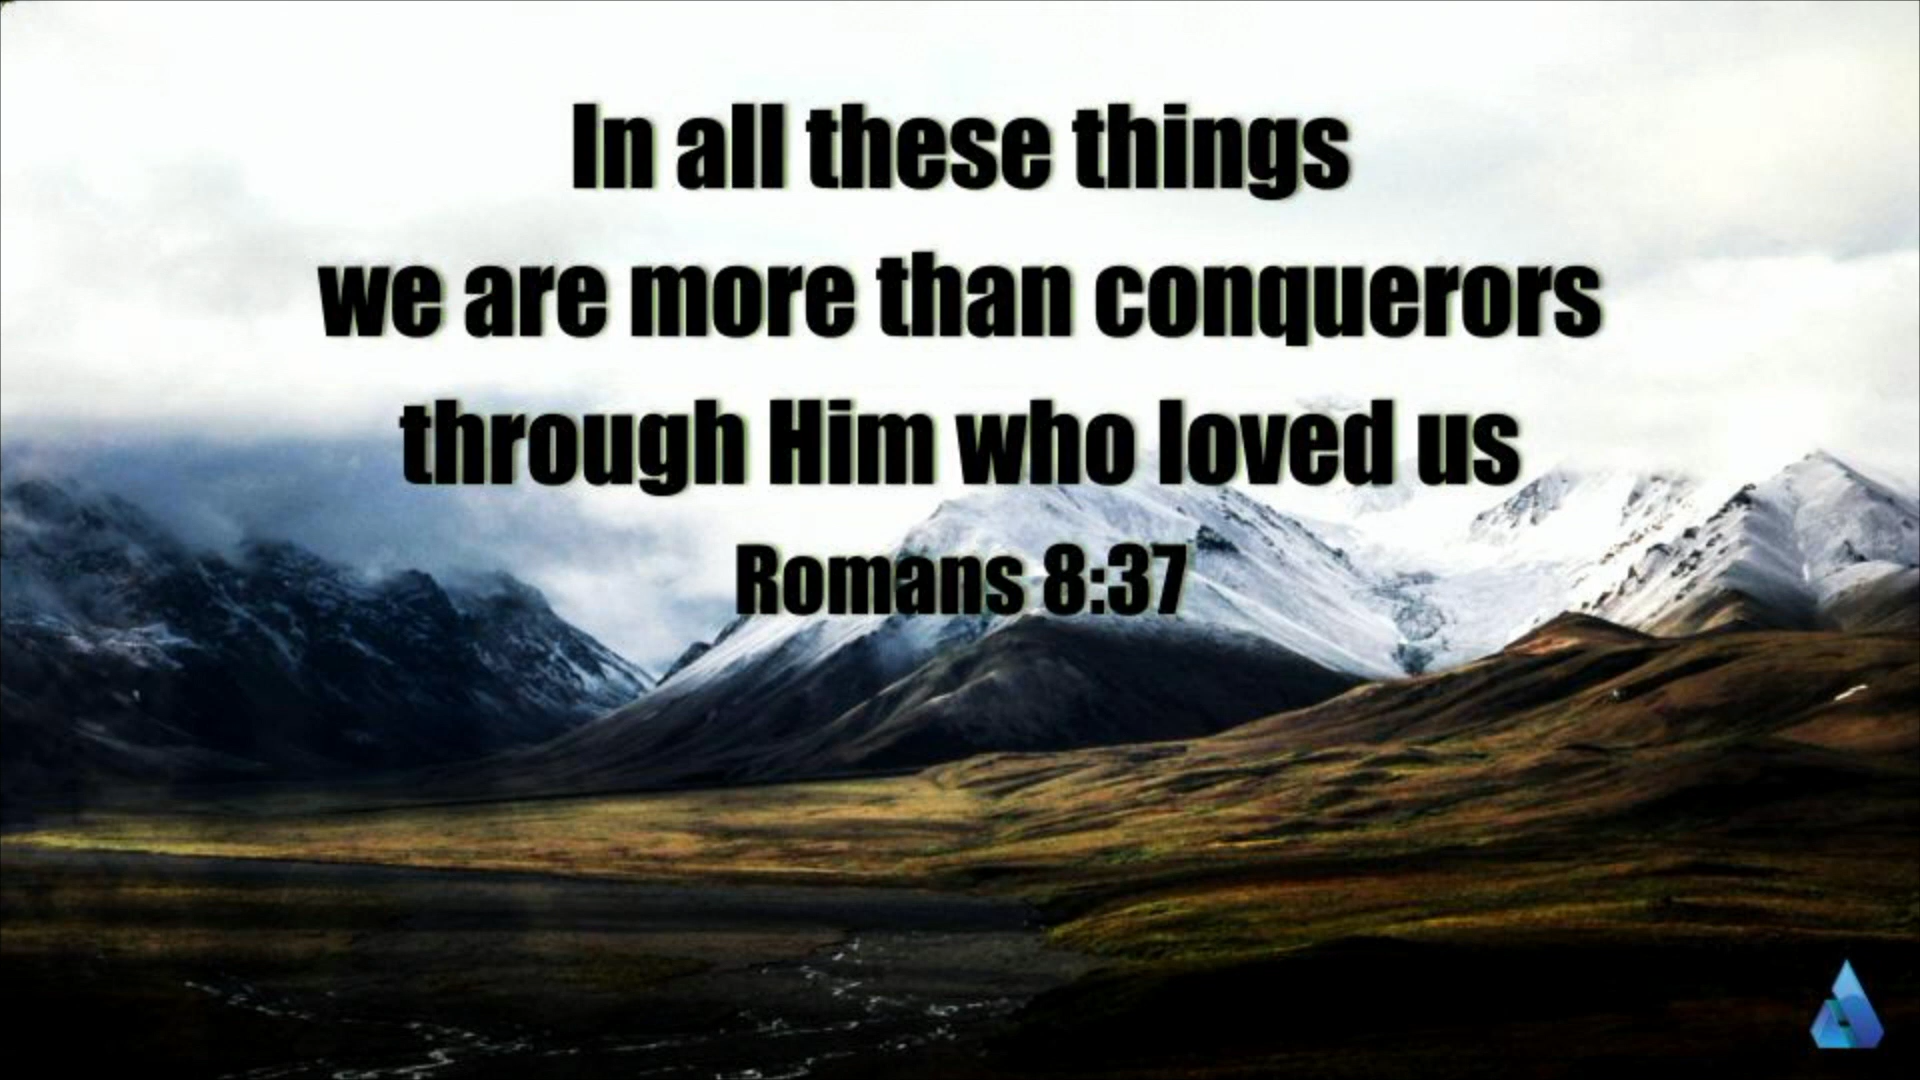 In all these things
we are more than conquerors
through Him who loved us
Romans 8:37